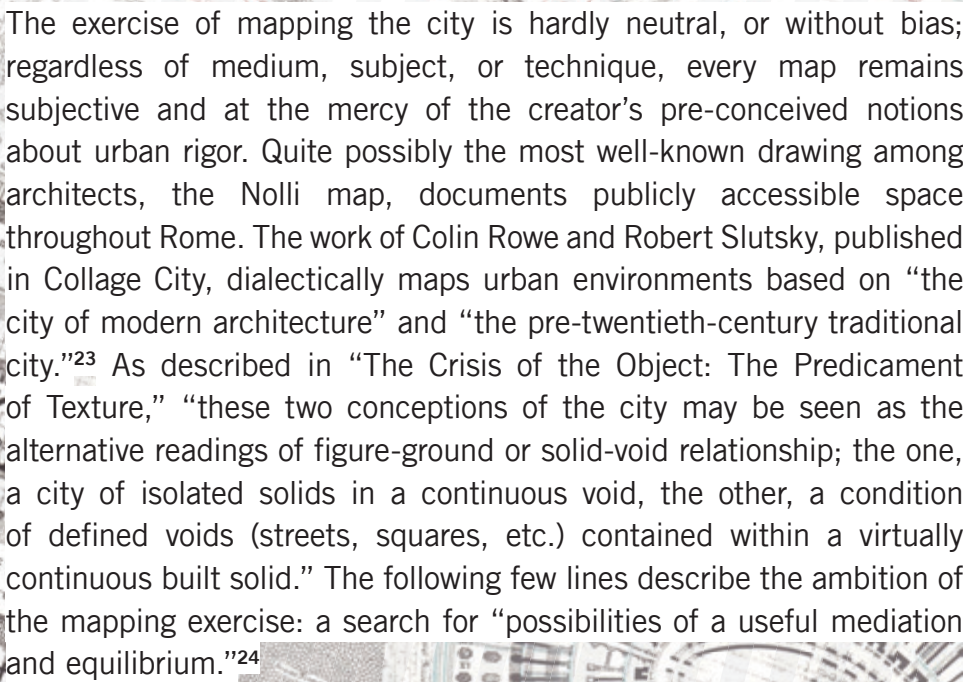 The exercise of mapping the city is hardly neutral, or without bias;
regardless of medium, subject, or technique, every map remains
subjective and at the mercy of the creator’s pre-conceived notions
about urban rigor. Quite possibly the most well-known drawing among
architects, the Nolli map, documents publicly accessible space
throughout Rome. The work of Colin Rowe and Robert Slutsky, published
in Collage City, dialectically maps urban environments based on “the
city of modern architecture” and “the pre-twentieth-century traditional
city.”23 As described in “The Crisis of the Object: The Predicament
of Texture,” “these two conceptions of the city may be seen as the
alternative readings of figure-ground or solid-void relationship; the one,
a city of isolated solids in a continuous void, the other, a condition
of defined voids (streets, squares, etc.) contained within a virtually
continuous built solid.” The following few lines describe the ambition of
the mapping exercise: a search for “possibilities of a useful mediation
and equilibrium.”24